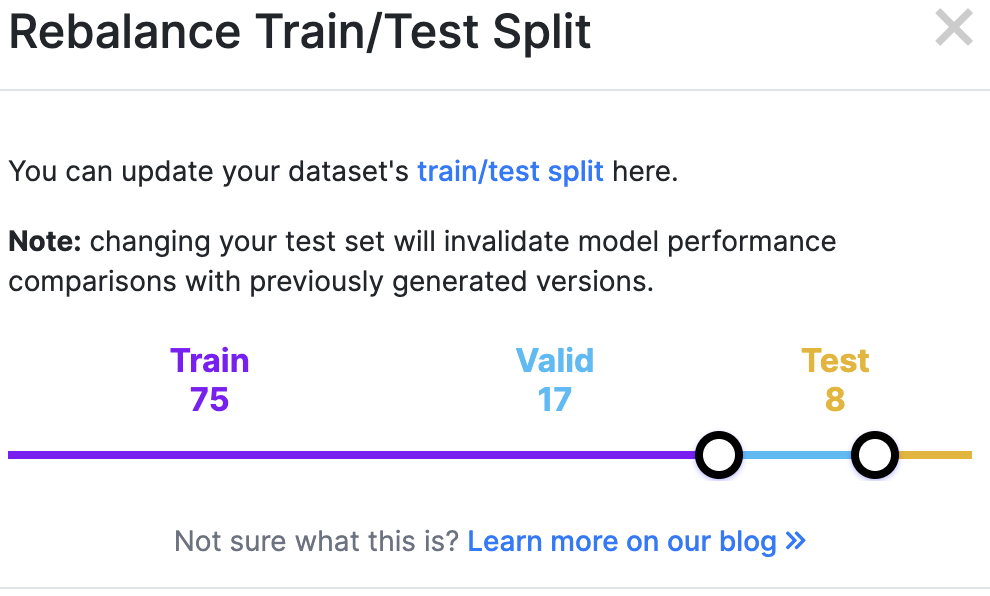 Rebalance Train/Test Split
You can update your dataset's train/test split here.
Note: changing your test set will invalidate model performance
comparisons with previously generated versions.
Train Valid Test
75 17 8
Not sure what this is? Learn more on our blog »